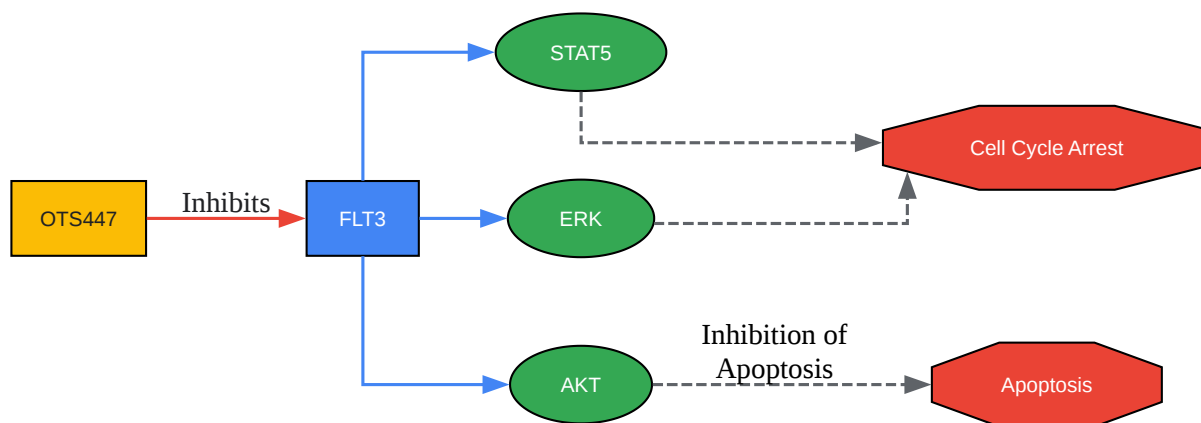 STAT5
Cell Cycle Arrest
OTS447
Inhibits
FLT3
ERK
Inhibition of
Apoptosis
AKT
Apoptosis